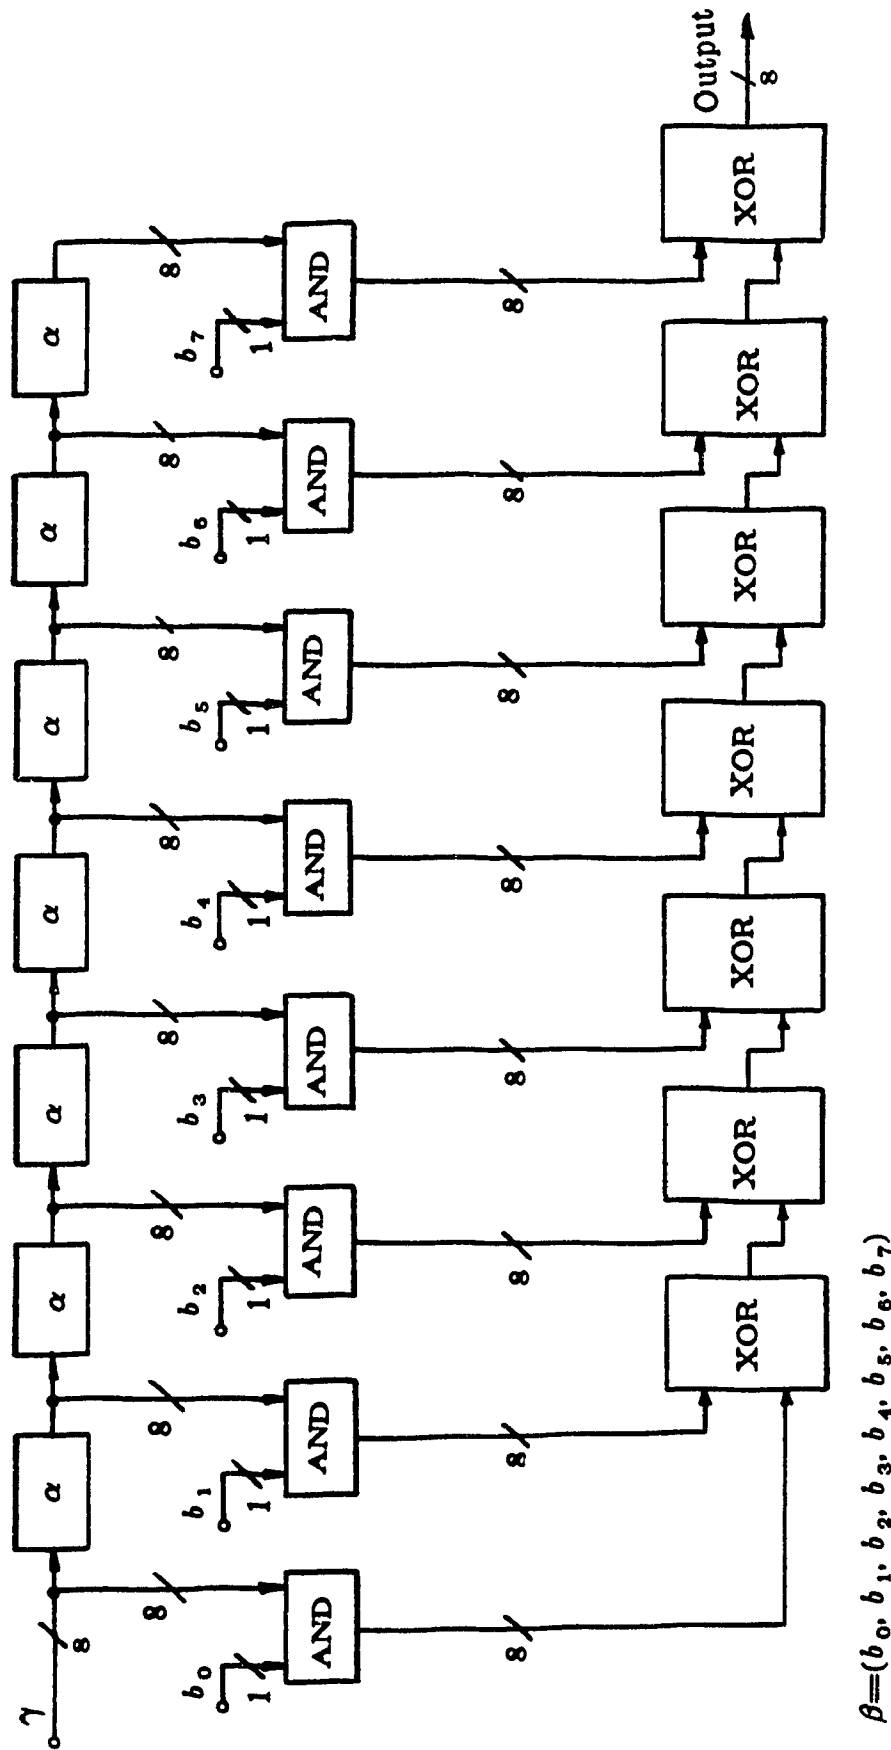 γ
8
α α α α α α α
8 8 8 8 8 8 8 8
b₀ b₁ b₂ b₃ b₄ b₅ b₆ b₇
1 1 1 1 1 1 1 1
AND AND AND AND AND AND AND AND
8 8 8 8 8 8 8 8
XOR XOR XOR XOR XOR XOR XOR
Output
8
β=(b₀, b₁, b₂, b₃, b₄, b₅, b₆, b₇)